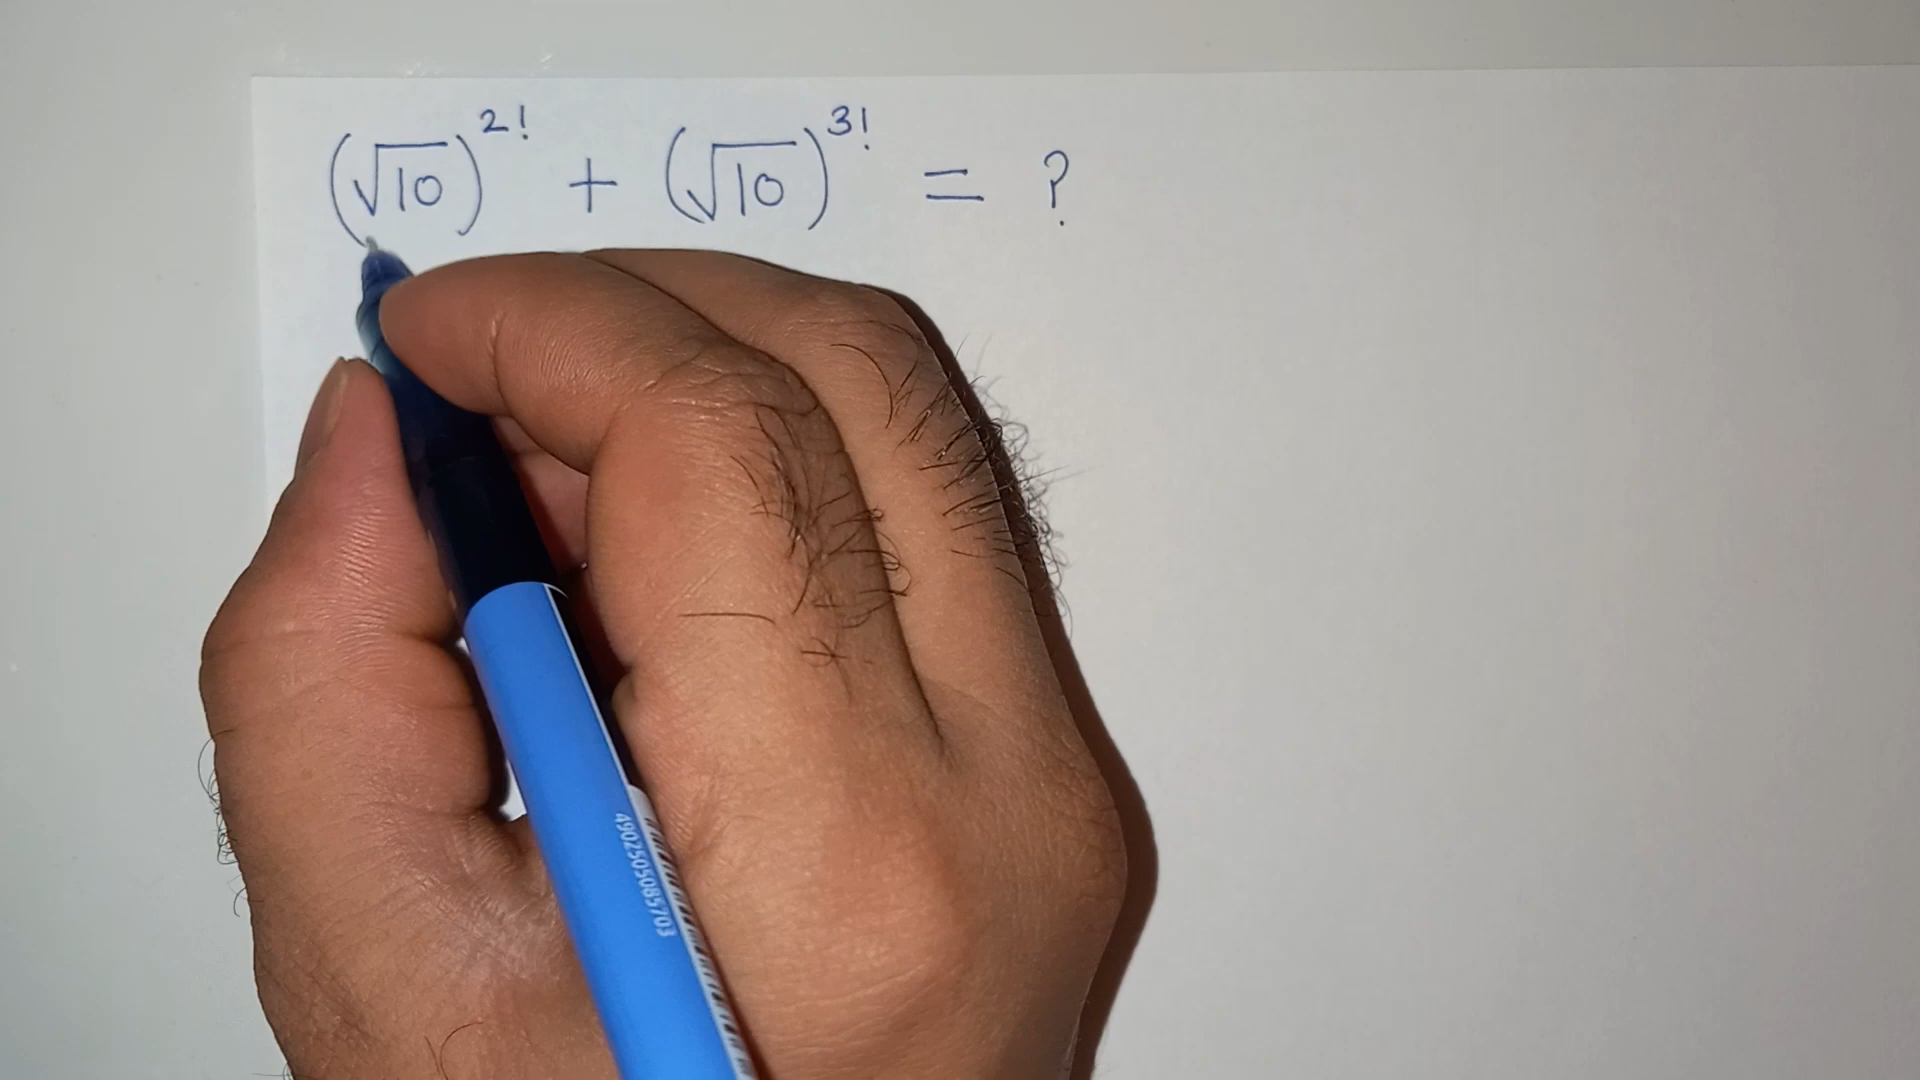 (√10)^2! + (√10)^3! = ?
4902505085703